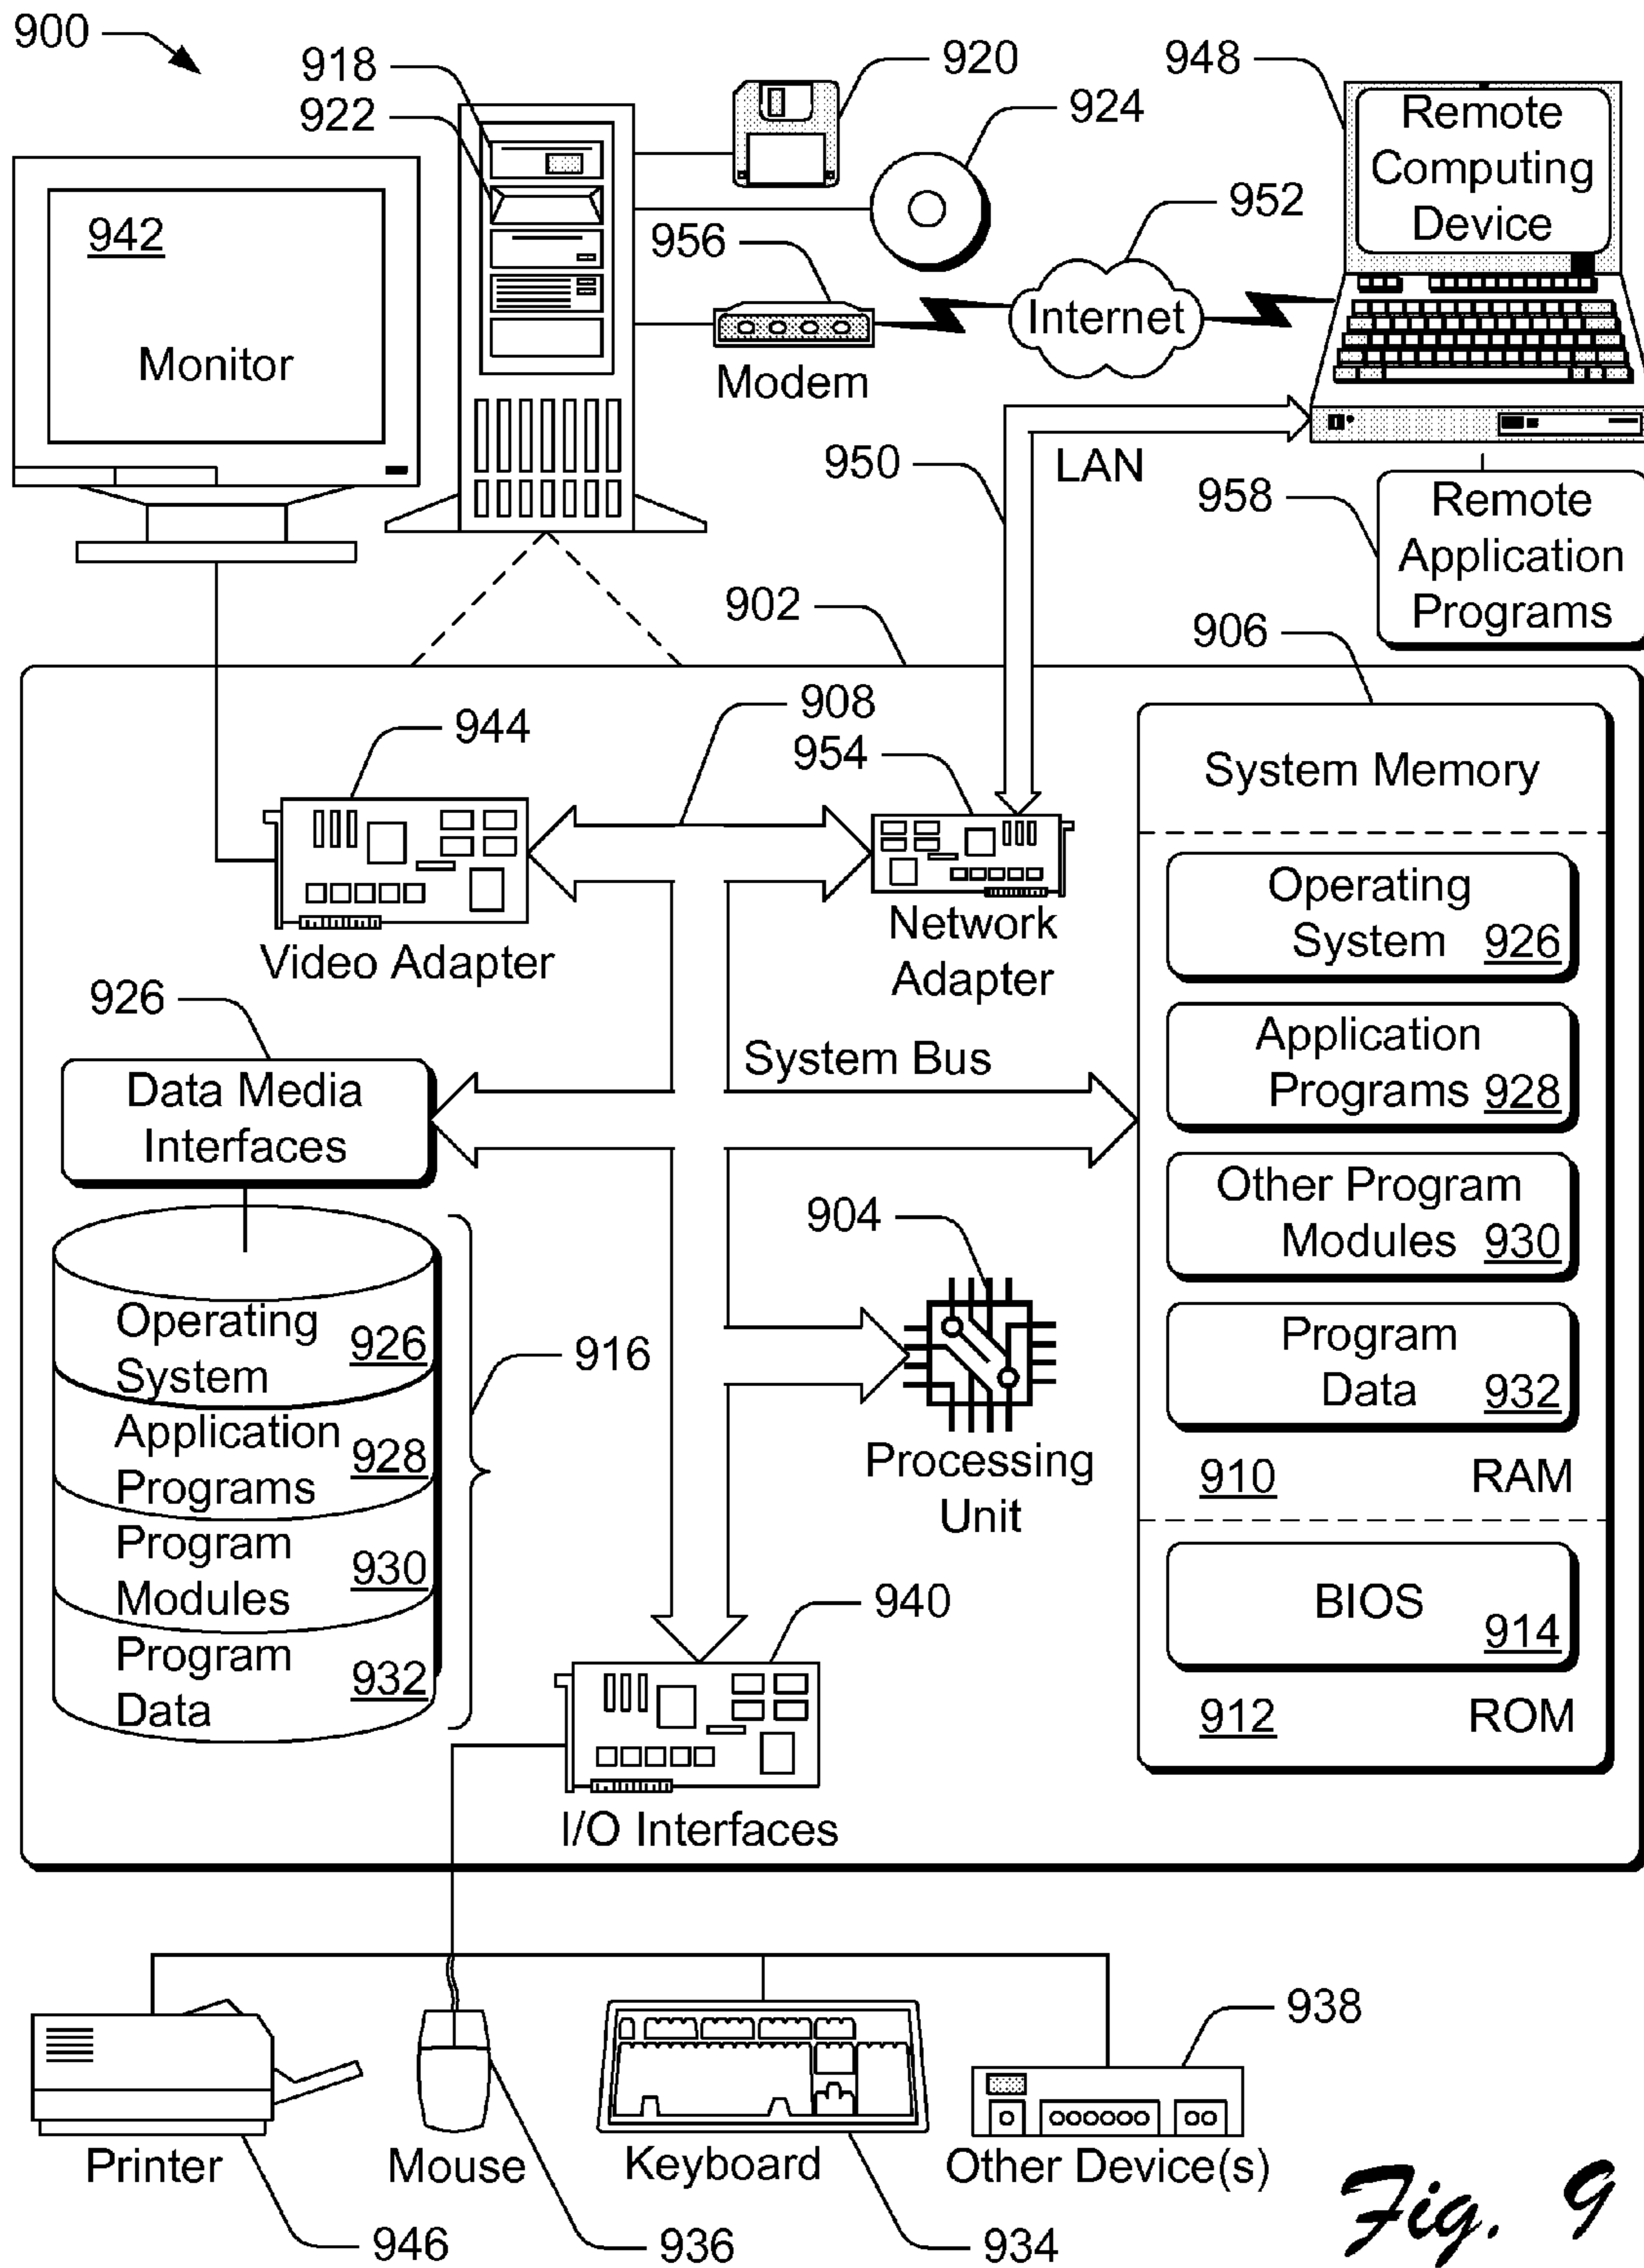 900
918
922
920
924
948
Remote
Computing
Device
942
Monitor
956
Modem
952
Internet
950
LAN
958
Remote
Application
Programs
902
906
908
944
954
Video Adapter
Network
Adapter
System Memory
Operating
System 926
Application
Programs 928
Other Program
Modules 930
Program
Data 932
910 RAM
BIOS
914
912 ROM
926
Data Media
Interfaces
System Bus
Operating
System 926
Application
Programs 928
Program
Modules 930
Program
Data 932
916
904
Processing
Unit
940
I/O Interfaces
938
Printer
Mouse
Keyboard
Other Device(s)
946
936
934
Fig. 9